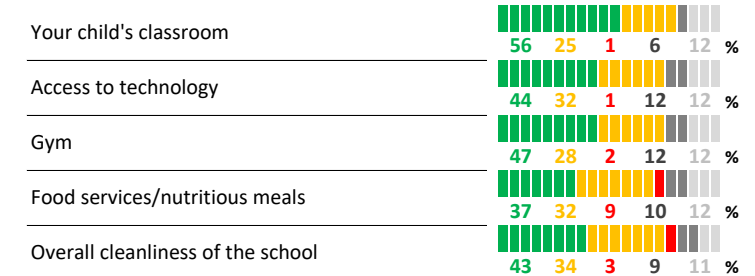 Your child's classroom
56 25 1 6 12 %
Access to technology
44 32 1 12 12 %
Gym
47 28 2 12 12 %
Food services/nutritious meals
37 32 9 10 12 %
Overall cleanliness of the school
43 34 3 9 11 %